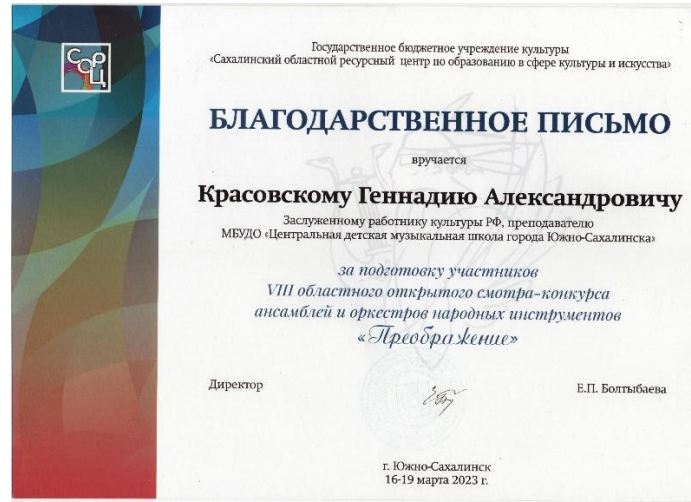 СОРЦ
Государственное бюджетное учреждение культуры
«Сахалинский областной ресурсный центр по образованию в сфере культуры и искусства»
БЛАГОДАРСТВЕННОЕ ПИСЬМО
вручается
Красовскому Геннадию Александровичу
Заслуженному работнику культуры РФ, преподавателю
МБУДО «Центральная детская музыкальная школа города Южно-Сахалинска»
за подготовку участников
VIII областного открытого смотра-конкурса
ансамблей и оркестров народных инструментов
«Преображение»
Директор
Е.П. Болтыбаева
г. Южно-Сахалинск
16-19 марта 2023 г.